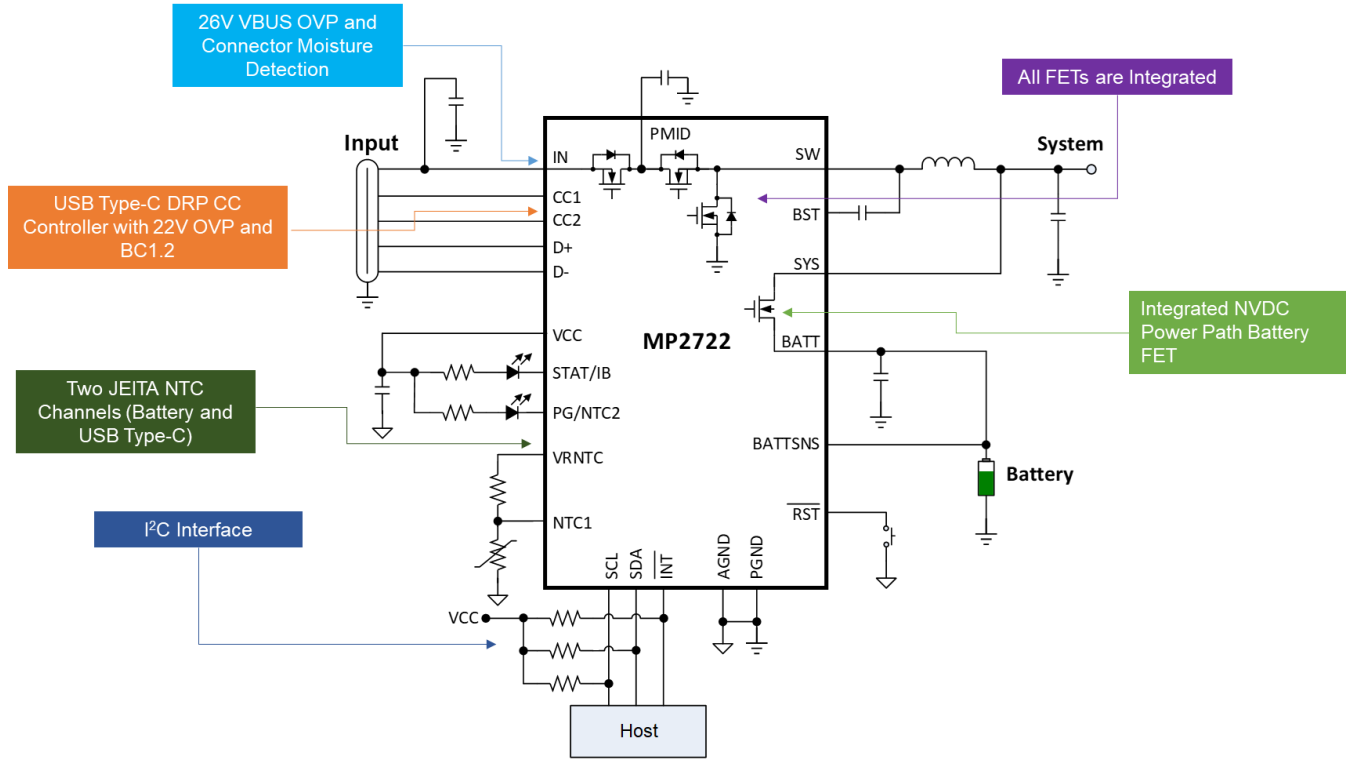 26V VBUS OVP and
Connector Moisture
Detection
All FETs are Integrated
Input
PMID
System
IN
SW
CC1
USB Type-C DRP CC
Controller with 22V OVP and
BC1.2
CC2
BST
D+
D-
SYS
Integrated NVDC
Power Path Battery
FET
VCC
MP2722
BATT
STAT/IB
Two JEITA NTC
Channels (Battery and
USB Type-C)
PG/NTC2
BATTSNS
VRNTC
Battery
I²C Interface
NTC1
RST
SCL
SDA
INT
AGND
PGND
VCC
Host